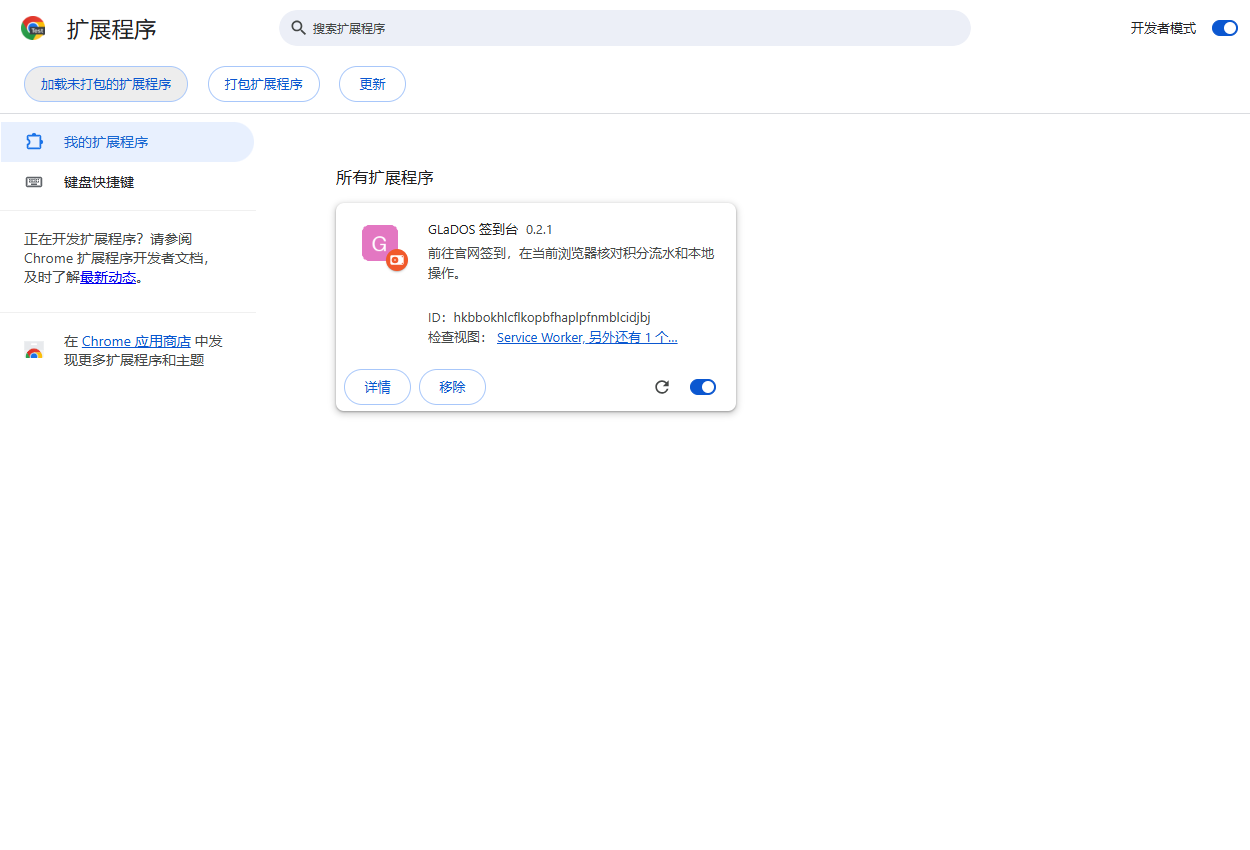 扩展程序
搜索扩展程序
开发者模式
加载未打包的扩展程序
打包扩展程序
更新
我的扩展程序
键盘快捷键
正在开发扩展程序？请参阅
Chrome 扩展程序开发者文档，
及时了解最新动态。
在 Chrome 应用商店 中发
现更多扩展程序和主题
所有扩展程序
G
GLaDOS 签到台 0.2.1
前往官网签到，在当前浏览器核对积分流水和本地
操作。
ID：hkbbokhlcflkopbfhaplpfnmblcidjbj
检查视图： Service Worker, 另外还有 1 个...
详情
移除